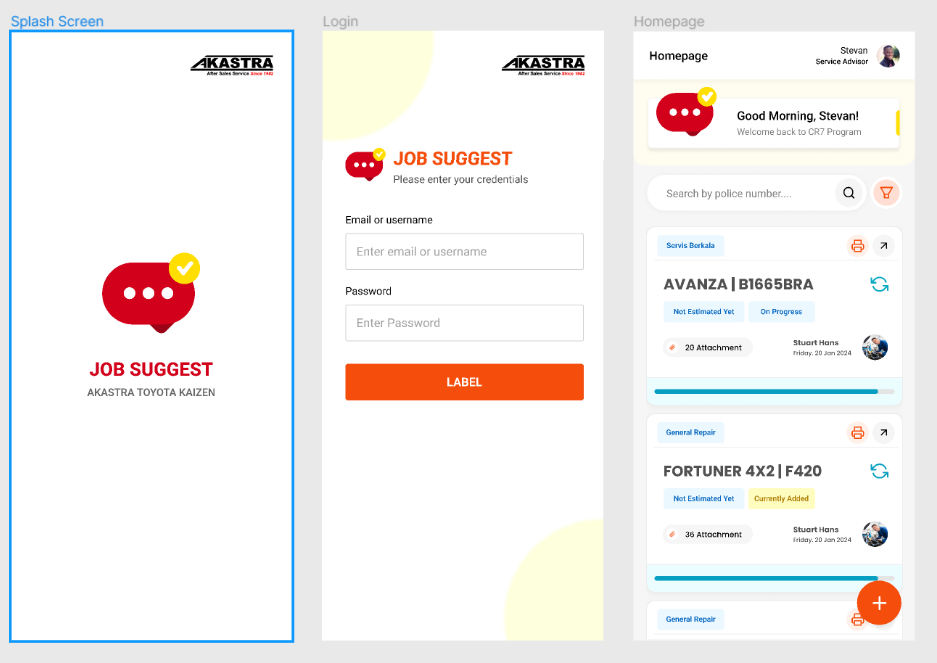 Splash Screen
AKASTRA
After Sales Service Since 1942
JOB SUGGEST
AKASTRA TOYOTA KAIZEN
Login
AKASTRA
After Sales Service Since 1942
JOB SUGGEST
Please enter your credentials
Email or username
Enter email or username
Password
Enter Password
LABEL
Homepage
Homepage
Stevan
Service Advisor
Good Morning, Stevan!
Welcome back to CR7 Program
Search by police number....
Servis Berkala
AVANZA | B1665BRA
Not Estimated Yet
On Progress
20 Attachment
Stuart Hans
Friday, 20 Jan 2024
General Repair
FORTUNER 4X2 | F420
Not Estimated Yet
Currently Added
36 Attachment
Stuart Hans
Friday, 20 Jan 2024
General Repair